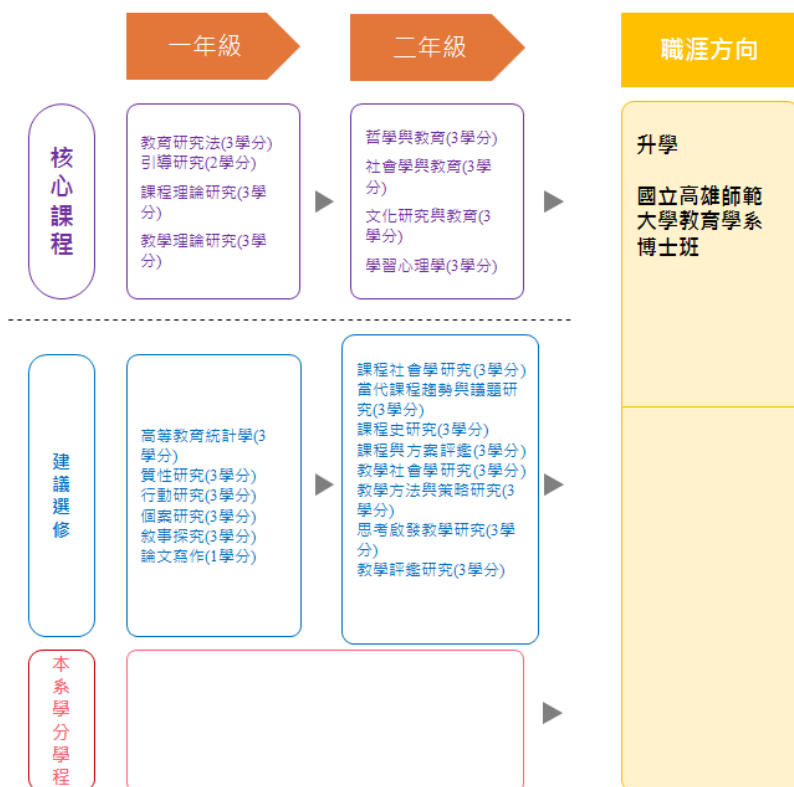 一年級
二年級
職涯方向
核
心
課
程
教育研究法(3學分)
引導研究(2學分)
課程理論研究(3學
分)
教學理論研究(3學
分)
哲學與教育(3學分)
社會學與教育(3學
分)
文化研究與教育(3
學分)
學習心理學(3學分)
升學
國立高雄師範
大學教育學系
博士班
建
議
選
修
高等教育統計學(3
學分)
質性研究(3學分)
行動研究(3學分)
個案研究(3學分)
敘事探究(3學分)
論文寫作(1學分)
課程社會學研究(3學分)
當代課程趨勢與議題研
究(3學分)
課程史研究(3學分)
課程與方案評鑑(3學分)
教學社會學研究(3學分)
教學方法與策略研究(3
學分)
思考啟發教學研究(3學
分)
教學評鑑研究(3學分)
本
系
學
分
學
程